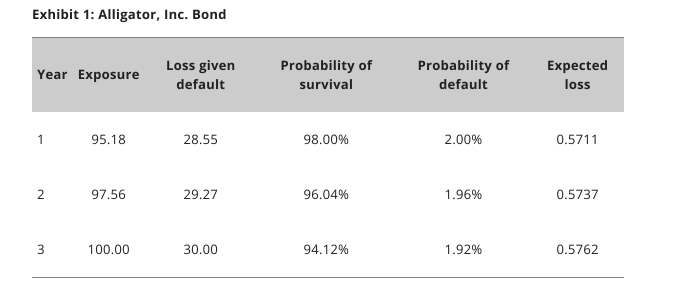 Exhibit 1: Alligator, Inc. Bond
Year Exposure Loss given default Probability of survival Probability of default Expected loss
1 95.18 28.55 98.00% 2.00% 0.5711
2 97.56 29.27 96.04% 1.96% 0.5737
3 100.00 30.00 94.12% 1.92% 0.5762